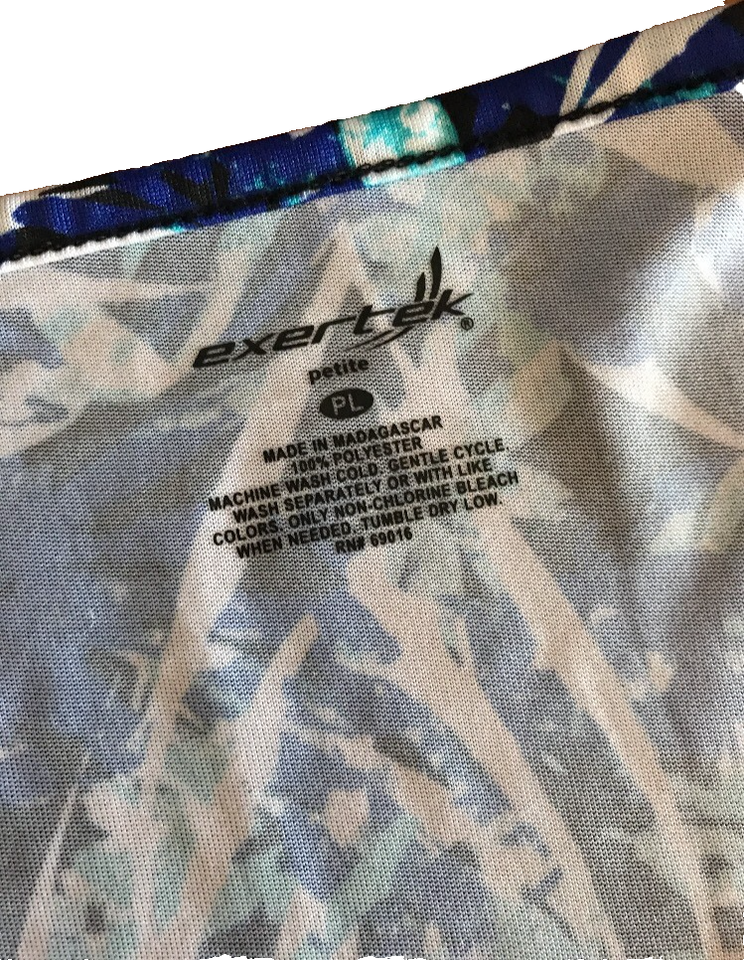 exertek®
petite
PL
MADE IN MADAGASCAR
100% POLYESTER
MACHINE WASH COLD. GENTLE CYCLE.
WASH SEPARATELY OR WITH LIKE
COLORS. ONLY NON-CHLORINE BLEACH
WHEN NEEDED. TUMBLE DRY LOW.
RN# 69016